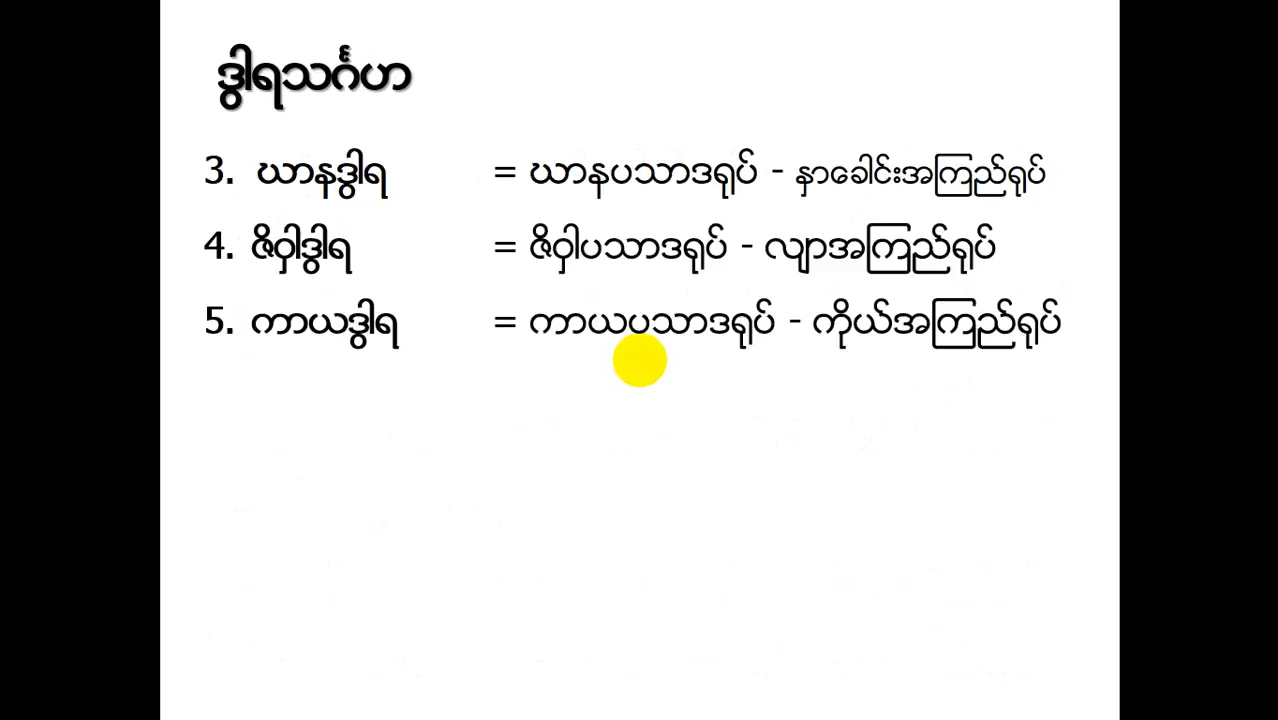 ဒွါရသင်္ဂဟ
3. ဃာနဒွါရ = ဃာနပသာဒရုပ် - နှာခေါင်းအကြည်ရုပ်
4. ဇိဝှါဒွါရ = ဇိဝှါပသာဒရုပ် - လျာအကြည်ရုပ်
5. ကာယဒွါရ = ကာယပသာဒရုပ် - ကိုယ်အကြည်ရုပ်